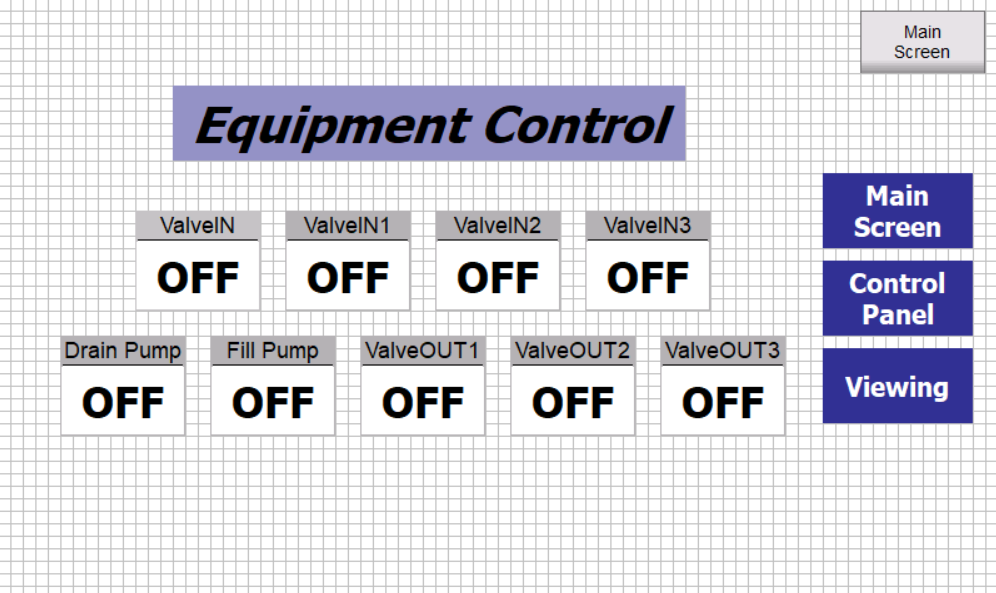 Main
Screen
Equipment Control
Main
Screen
ValveIN ValveIN1 ValveIN2 ValveIN3
OFF OFF OFF OFF
Control
Panel
Drain Pump Fill Pump ValveOUT1 ValveOUT2 ValveOUT3
OFF OFF OFF OFF OFF
Viewing